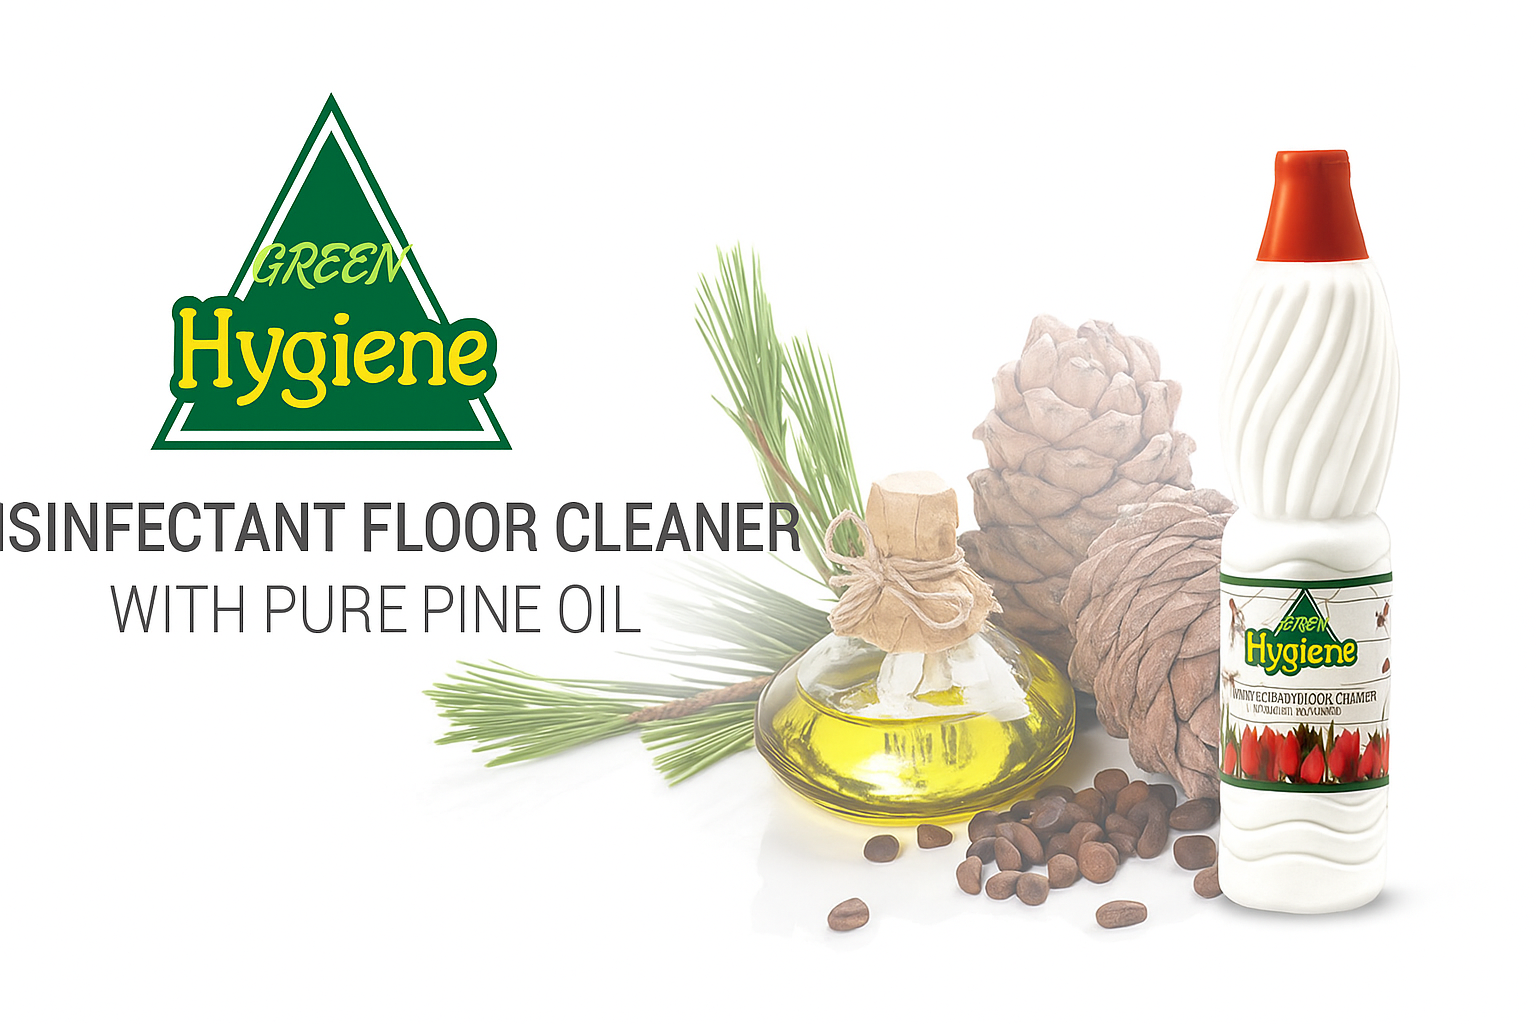 GREEN
Hygiene
ISINFECTANT FLOOR CLEANER
WITH PURE PINE OIL
GREEN
Hygiene